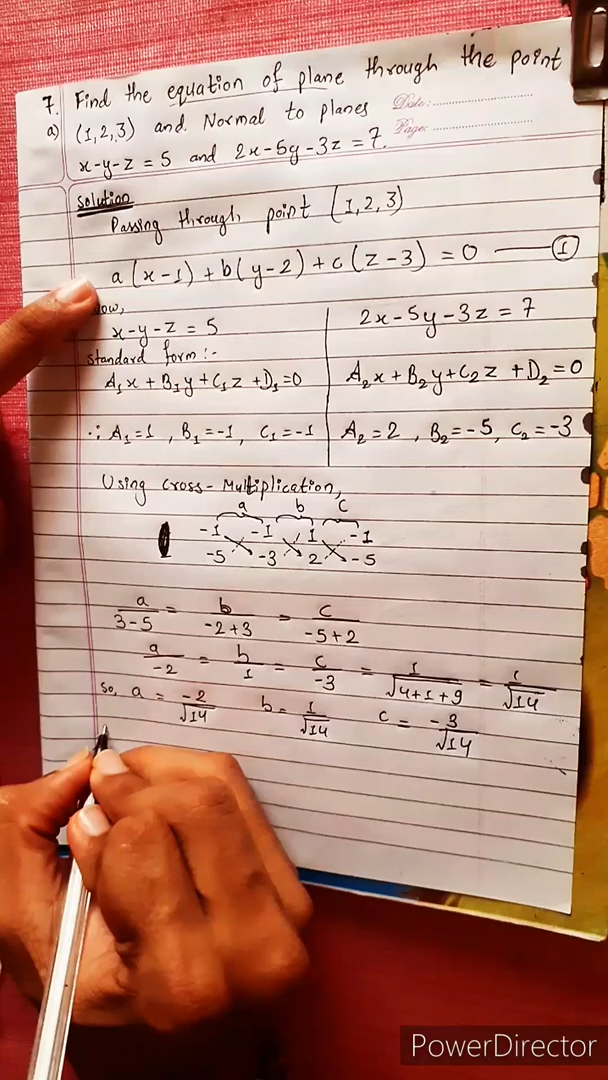 7. Find the equation of plane through the point
a) (1,2,3) and Normal to planes
Date:
x-y-z = 5 and 2x-5y-3z = 7.
Page:
Solution
Passing through point (1,2,3)
a(x-1)+b(y-2)+c(z-3) = 0 —— ①
Now,
x-y-z = 5
2x-5y-3z = 7
standard form:-
A₁x+B₁y+C₁z+D₁=0
A₂x+B₂y+C₂z+D₂=0
∴ A₁=1, B₁=-1, C₁=-1
A₂=2, B₂=-5, C₂=-3
Using Cross-Multiplication,
a b c
-1 -1 1 -1
-5 -3 2 -5
a/3-5 = b/-2+3 = c/-5+2
a/-2 = b/1 = c/-3 = 1/√4+1+9 = 1/√14
So, a = -2/√14 b = 1/√14 c = -3/√14
PowerDirector